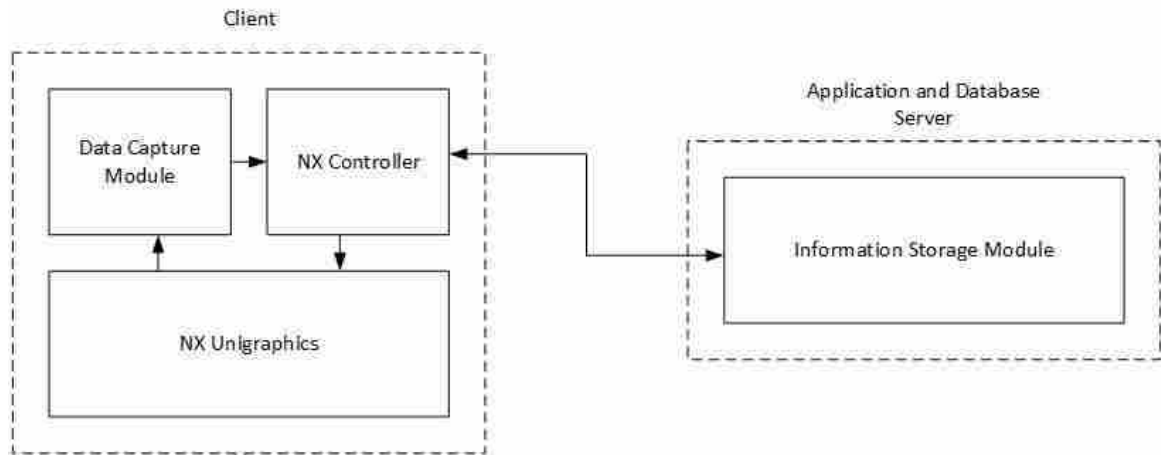 Client
Application and Database
Server
Data Capture
Module
NX Controller
Information Storage Module
NX Unigraphics